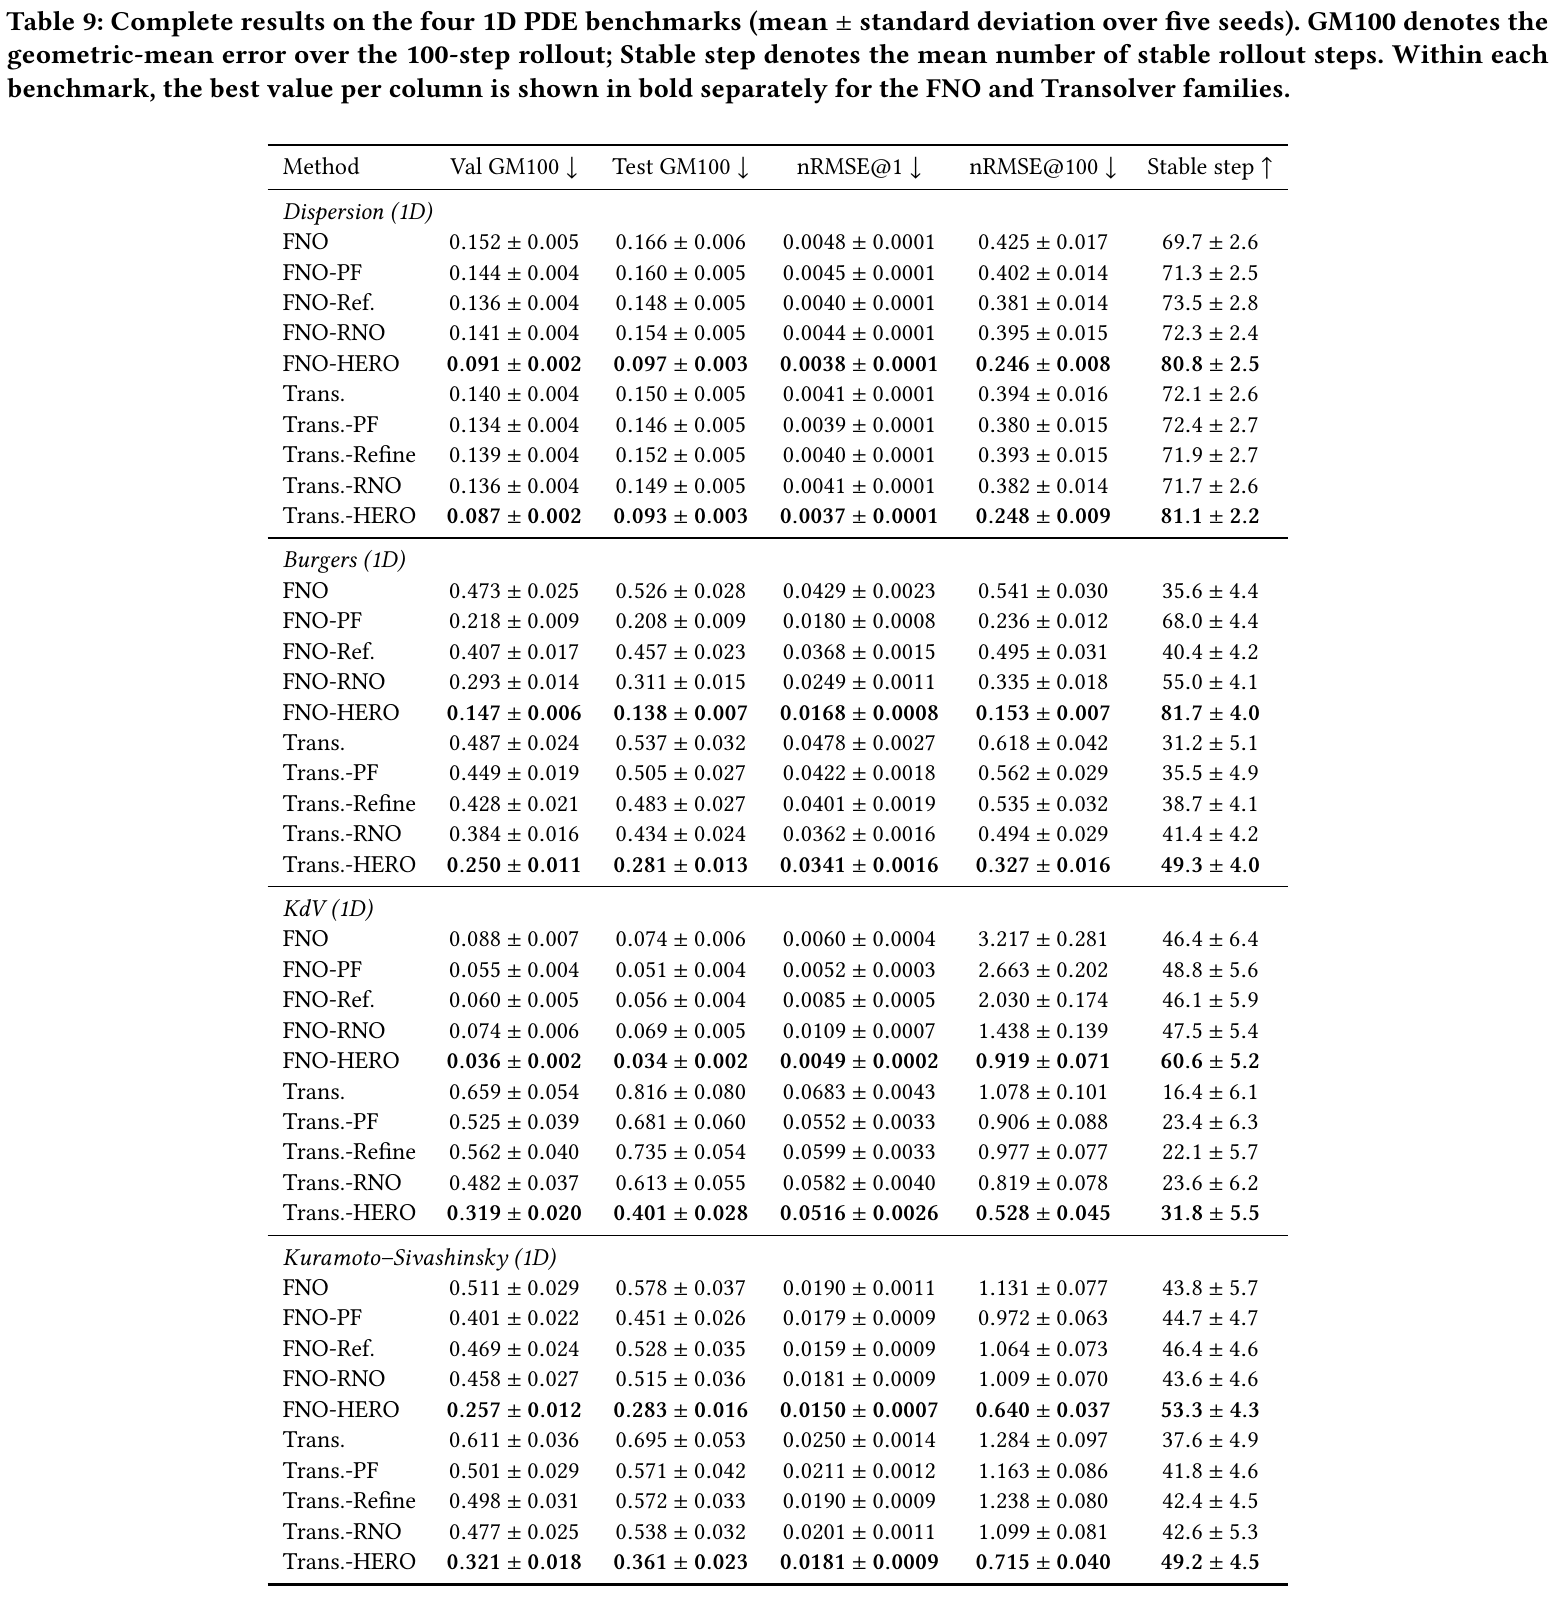 Table 9: Complete results on the four 1D PDE benchmarks (mean ± standard deviation over five seeds). GM100 denotes the
geometric-mean error over the 100-step rollout; Stable step denotes the mean number of stable rollout steps. Within each
benchmark, the best value per column is shown in bold separately for the FNO and Transolver families.
Method Val GM100 ↓ Test GM100 ↓ nRMSE@1 ↓ nRMSE@100 ↓ Stable step ↑
Dispersion (1D)
FNO 0.152 ± 0.005 0.166 ± 0.006 0.0048 ± 0.0001 0.425 ± 0.017 69.7 ± 2.6
FNO-PF 0.144 ± 0.004 0.160 ± 0.005 0.0045 ± 0.0001 0.402 ± 0.014 71.3 ± 2.5
FNO-Ref. 0.136 ± 0.004 0.148 ± 0.005 0.0040 ± 0.0001 0.381 ± 0.014 73.5 ± 2.8
FNO-RNO 0.141 ± 0.004 0.154 ± 0.005 0.0044 ± 0.0001 0.395 ± 0.015 72.3 ± 2.4
FNO-HERO 0.091 ± 0.002 0.097 ± 0.003 0.0038 ± 0.0001 0.246 ± 0.008 80.8 ± 2.5
Trans. 0.140 ± 0.004 0.150 ± 0.005 0.0041 ± 0.0001 0.394 ± 0.016 72.1 ± 2.6
Trans.-PF 0.134 ± 0.004 0.146 ± 0.005 0.0039 ± 0.0001 0.380 ± 0.015 72.4 ± 2.7
Trans.-Refine 0.139 ± 0.004 0.152 ± 0.005 0.0040 ± 0.0001 0.393 ± 0.015 71.9 ± 2.7
Trans.-RNO 0.136 ± 0.004 0.149 ± 0.005 0.0041 ± 0.0001 0.382 ± 0.014 71.7 ± 2.6
Trans.-HERO 0.087 ± 0.002 0.093 ± 0.003 0.0037 ± 0.0001 0.248 ± 0.009 81.1 ± 2.2
Burgers (1D)
FNO 0.473 ± 0.025 0.526 ± 0.028 0.0429 ± 0.0023 0.541 ± 0.030 35.6 ± 4.4
FNO-PF 0.218 ± 0.009 0.208 ± 0.009 0.0180 ± 0.0008 0.236 ± 0.012 68.0 ± 4.4
FNO-Ref. 0.407 ± 0.017 0.457 ± 0.023 0.0368 ± 0.0015 0.495 ± 0.031 40.4 ± 4.2
FNO-RNO 0.293 ± 0.014 0.311 ± 0.015 0.0249 ± 0.0011 0.335 ± 0.018 55.0 ± 4.1
FNO-HERO 0.147 ± 0.006 0.138 ± 0.007 0.0168 ± 0.0008 0.153 ± 0.007 81.7 ± 4.0
Trans. 0.487 ± 0.024 0.537 ± 0.032 0.0478 ± 0.0027 0.618 ± 0.042 31.2 ± 5.1
Trans.-PF 0.449 ± 0.019 0.505 ± 0.027 0.0422 ± 0.0018 0.562 ± 0.029 35.5 ± 4.9
Trans.-Refine 0.428 ± 0.021 0.483 ± 0.027 0.0401 ± 0.0019 0.535 ± 0.032 38.7 ± 4.1
Trans.-RNO 0.384 ± 0.016 0.434 ± 0.024 0.0362 ± 0.0016 0.494 ± 0.029 41.4 ± 4.2
Trans.-HERO 0.250 ± 0.011 0.281 ± 0.013 0.0341 ± 0.0016 0.327 ± 0.016 49.3 ± 4.0
KdV (1D)
FNO 0.088 ± 0.007 0.074 ± 0.006 0.0060 ± 0.0004 3.217 ± 0.281 46.4 ± 6.4
FNO-PF 0.055 ± 0.004 0.051 ± 0.004 0.0052 ± 0.0003 2.663 ± 0.202 48.8 ± 5.6
FNO-Ref. 0.060 ± 0.005 0.056 ± 0.004 0.0085 ± 0.0005 2.030 ± 0.174 46.1 ± 5.9
FNO-RNO 0.074 ± 0.006 0.069 ± 0.005 0.0109 ± 0.0007 1.438 ± 0.139 47.5 ± 5.4
FNO-HERO 0.036 ± 0.002 0.034 ± 0.002 0.0049 ± 0.0002 0.919 ± 0.071 60.6 ± 5.2
Trans. 0.659 ± 0.054 0.816 ± 0.080 0.0683 ± 0.0043 1.078 ± 0.101 16.4 ± 6.1
Trans.-PF 0.525 ± 0.039 0.681 ± 0.060 0.0552 ± 0.0033 0.906 ± 0.088 23.4 ± 6.3
Trans.-Refine 0.562 ± 0.040 0.735 ± 0.054 0.0599 ± 0.0033 0.977 ± 0.077 22.1 ± 5.7
Trans.-RNO 0.482 ± 0.037 0.613 ± 0.055 0.0582 ± 0.0040 0.819 ± 0.078 23.6 ± 6.2
Trans.-HERO 0.319 ± 0.020 0.401 ± 0.028 0.0516 ± 0.0026 0.528 ± 0.045 31.8 ± 5.5
Kuramoto–Sivashinsky (1D)
FNO 0.511 ± 0.029 0.578 ± 0.037 0.0190 ± 0.0011 1.131 ± 0.077 43.8 ± 5.7
FNO-PF 0.401 ± 0.022 0.451 ± 0.026 0.0179 ± 0.0009 0.972 ± 0.063 44.7 ± 4.7
FNO-Ref. 0.469 ± 0.024 0.528 ± 0.035 0.0159 ± 0.0009 1.064 ± 0.073 46.4 ± 4.6
FNO-RNO 0.458 ± 0.027 0.515 ± 0.036 0.0181 ± 0.0009 1.009 ± 0.070 43.6 ± 4.6
FNO-HERO 0.257 ± 0.012 0.283 ± 0.016 0.0150 ± 0.0007 0.640 ± 0.037 53.3 ± 4.3
Trans. 0.611 ± 0.036 0.695 ± 0.053 0.0250 ± 0.0014 1.284 ± 0.097 37.6 ± 4.9
Trans.-PF 0.501 ± 0.029 0.571 ± 0.042 0.0211 ± 0.0012 1.163 ± 0.086 41.8 ± 4.6
Trans.-Refine 0.498 ± 0.031 0.572 ± 0.033 0.0190 ± 0.0009 1.238 ± 0.080 42.4 ± 4.5
Trans.-RNO 0.477 ± 0.025 0.538 ± 0.032 0.0201 ± 0.0011 1.099 ± 0.081 42.6 ± 5.3
Trans.-HERO 0.321 ± 0.018 0.361 ± 0.023 0.0181 ± 0.0009 0.715 ± 0.040 49.2 ± 4.5